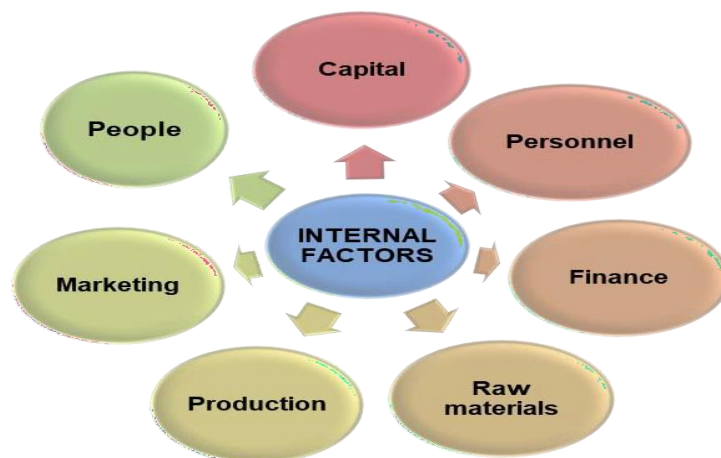 Capital
People
Personnel
INTERNAL
FACTORS
Marketing
Finance
Production
Raw
materials